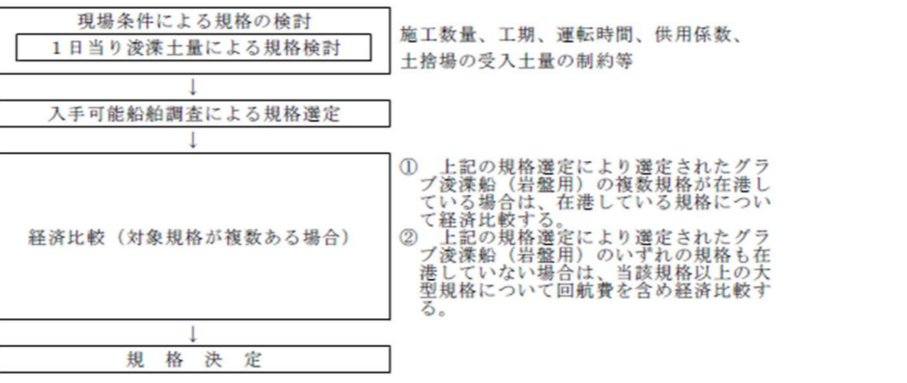 現場条件による規格の検討
１日当り浚渫土量による規格検討
施工数量、工期、運転時間、供用係数、
土捨場の受入土量の制約等
↓
入手可能船舶調査による規格選定
↓
経済比較（対象規格が複数ある場合）
① 上記の規格選定により選定されたグラ
ブ浚渫船（岩盤用）の複数規格が在港し
ている場合は、在港している規格につい
て経済比較する。
② 上記の規格選定により選定されたグラ
ブ浚渫船（岩盤用）のいずれの規格も在
港していない場合は、当該規格以上の大
型規格について回航費を含め経済比較す
る。
↓
規 格 決 定